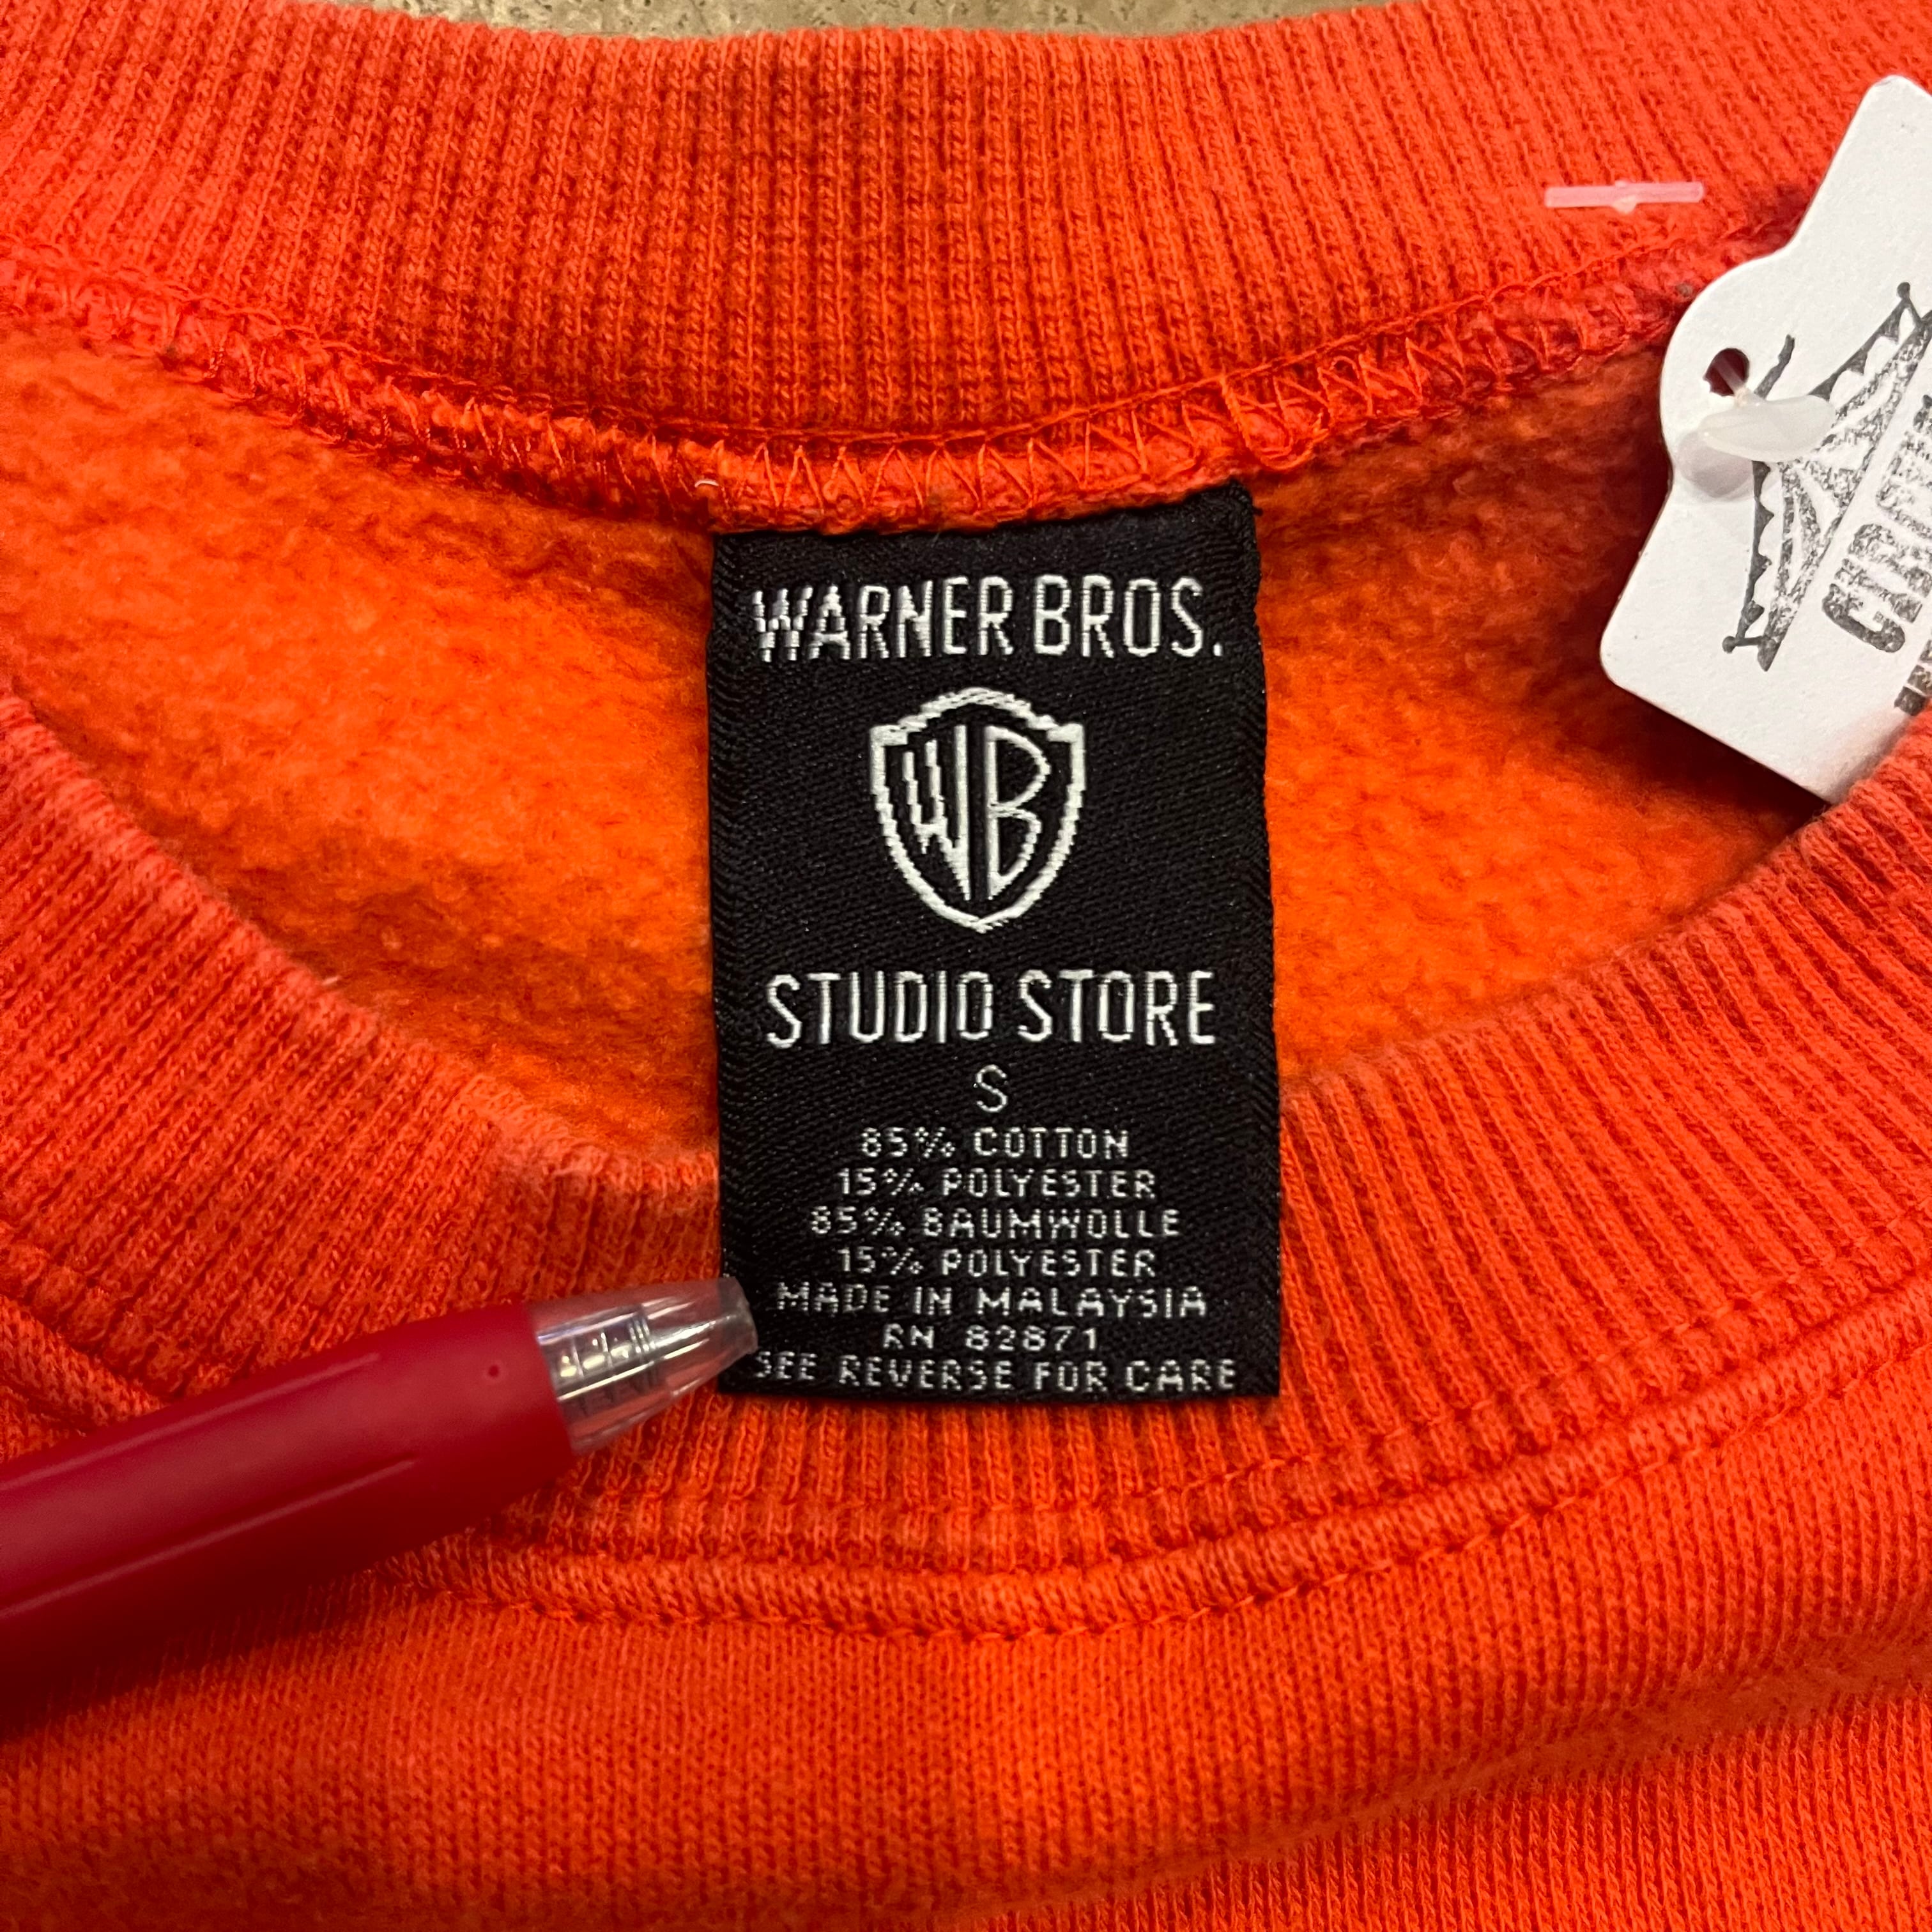 WARNER BROS.
WB
STUDIO STORE
S
85% COTTON
15% POLYESTER
85% BAUMWOLLE
15% POLYESTER
MADE IN MALAYSIA
RN 82871
SEE REVERSE FOR CARE